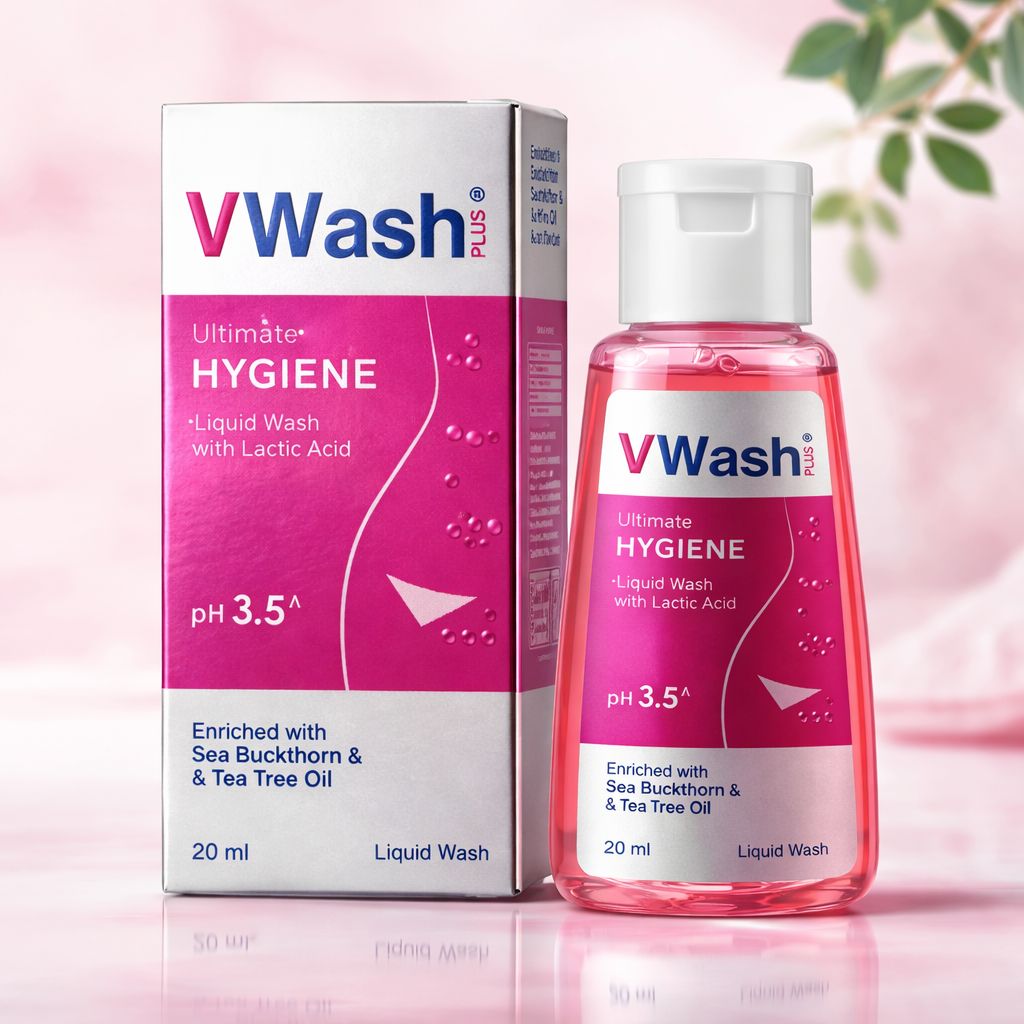 VWash PLUS®
Ultimate
HYGIENE
·Liquid Wash
with Lactic Acid
pH 3.5^
Enriched with
Sea Buckthorn &
& Tea Tree Oil
20 ml
Liquid Wash
VWash PLUS®
Ultimate
HYGIENE
·Liquid Wash
with Lactic Acid
pH 3.5^
Enriched with
Sea Buckthorn &
& Tea Tree Oil
20 ml
Liquid Wash